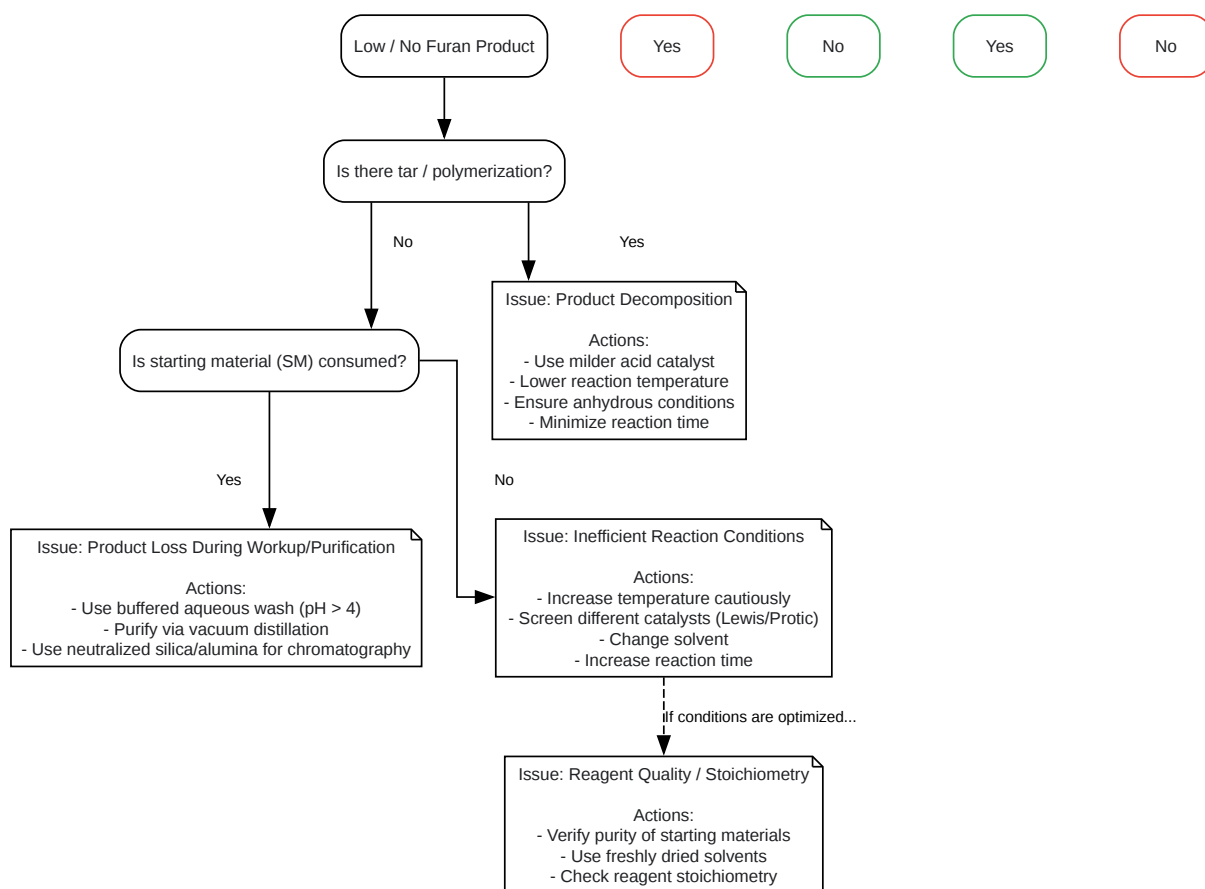 Low / No Furan Product
Yes
No
Yes
No
Is there tar / polymerization?
No
Yes
Issue: Product Decomposition
Actions:
- Use milder acid catalyst
- Lower reaction temperature
- Ensure anhydrous conditions
- Minimize reaction time
Is starting material (SM) consumed?
Yes
No
Issue: Product Loss During Workup/Purification
Actions:
- Use buffered aqueous wash (pH > 4)
- Purify via vacuum distillation
- Use neutralized silica/alumina for chromatography
Issue: Inefficient Reaction Conditions
Actions:
- Increase temperature cautiously
- Screen different catalysts (Lewis/Protic)
- Change solvent
- Increase reaction time
If conditions are optimized...
Issue: Reagent Quality / Stoichiometry
Actions:
- Verify purity of starting materials
- Use freshly dried solvents
- Check reagent stoichiometry